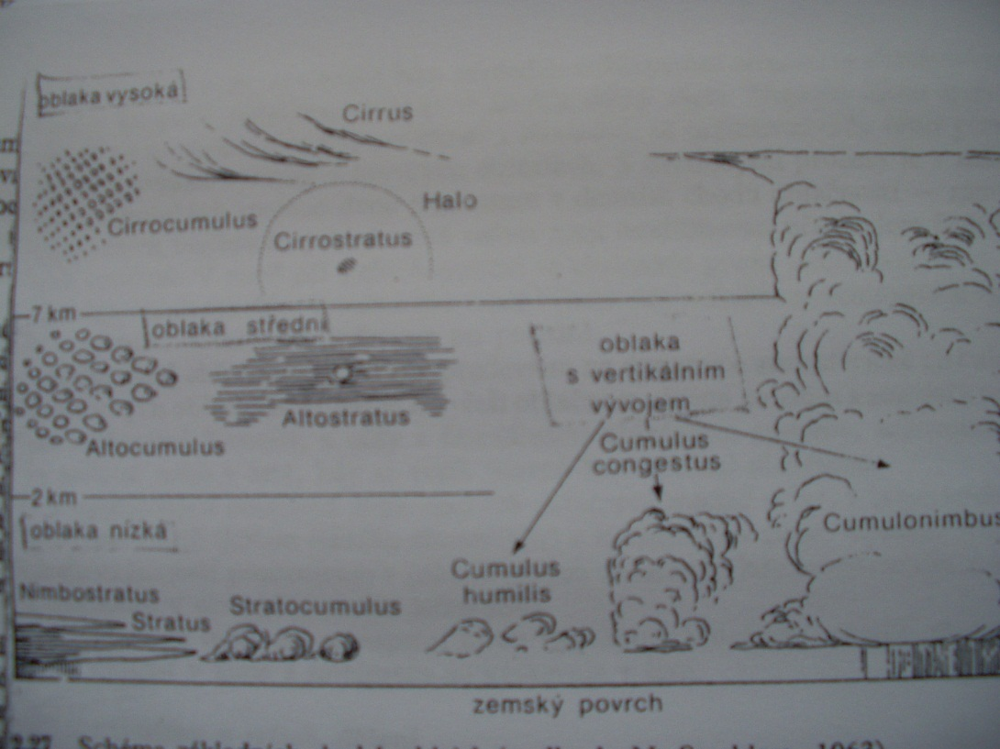 oblaka vysoká
Cirrus
Halo
Cirrocumulus
Cirrostratus
7 km
oblaka střední
oblaka
s vertikálním
vývojem
Altostratus
Altocumulus
Cumulus
congestus
2 km
oblaka nízká
Cumulonimbus
Cumulus
humilis
Nimbostratus
Stratus
Stratocumulus
zemský povrch